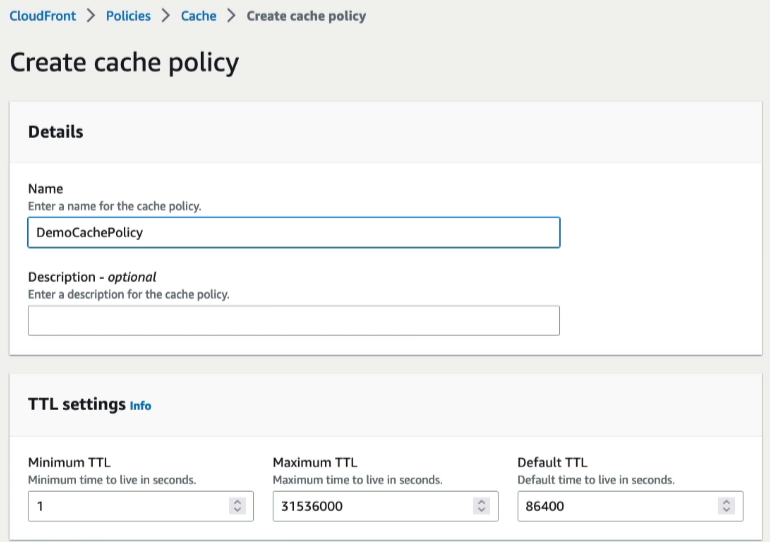 CloudFront > Policies > Cache > Create cache policy
Create cache policy
Details
Name
Enter a name for the cache policy.
DemoCachePolicy
Description - optional
Enter a description for the cache policy.
TTL settings Info
Minimum TTL Maximum TTL Default TTL
Minimum time to live in seconds. Maximum time to live in seconds. Default time to live in seconds.
1 31536000 86400